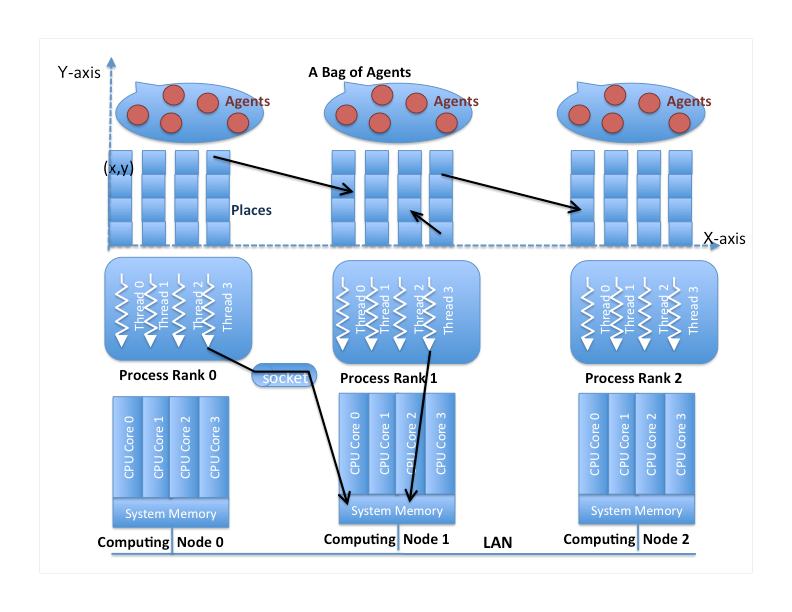 Y-axis
A Bag of Agents
Agents
Agents
Agents
(x,y)
Places
X-axis
Thread 0
Thread 1
Thread 2
Thread 3
Thread 0
Thread 1
Thread 2
Thread 3
Thread 0
Thread 1
Thread 2
Thread 3
Process Rank 0
socket
Process Rank 1
Process Rank 2
CPU Core 0
CPU Core 1
CPU Core 2
CPU Core 3
CPU Core 0
CPU Core 1
CPU Core 2
CPU Core 3
CPU Core 0
CPU Core 1
CPU Core 2
CPU Core 3
System Memory
System Memory
System Memory
Computing Node 0
Computing Node 1
LAN
Computing Node 2